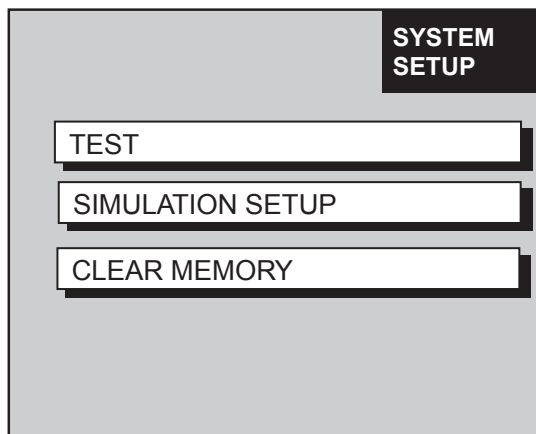 SYSTEM
SETUP
TEST
SIMULATION SETUP
CLEAR MEMORY